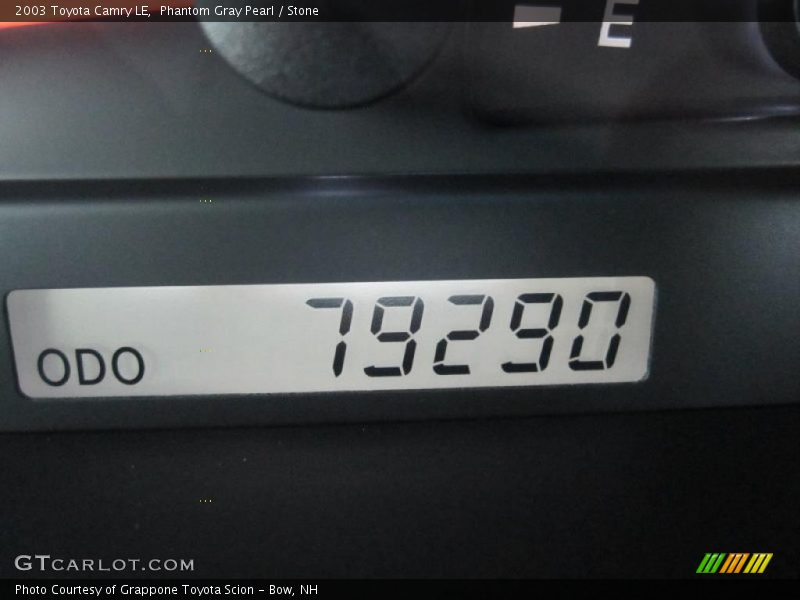 2003 Toyota Camry LE,  Phantom Gray Pearl / Stone
E
ODO 79290
GTCARLOT.COM
Photo Courtesy of Grappone Toyota Scion - Bow, NH